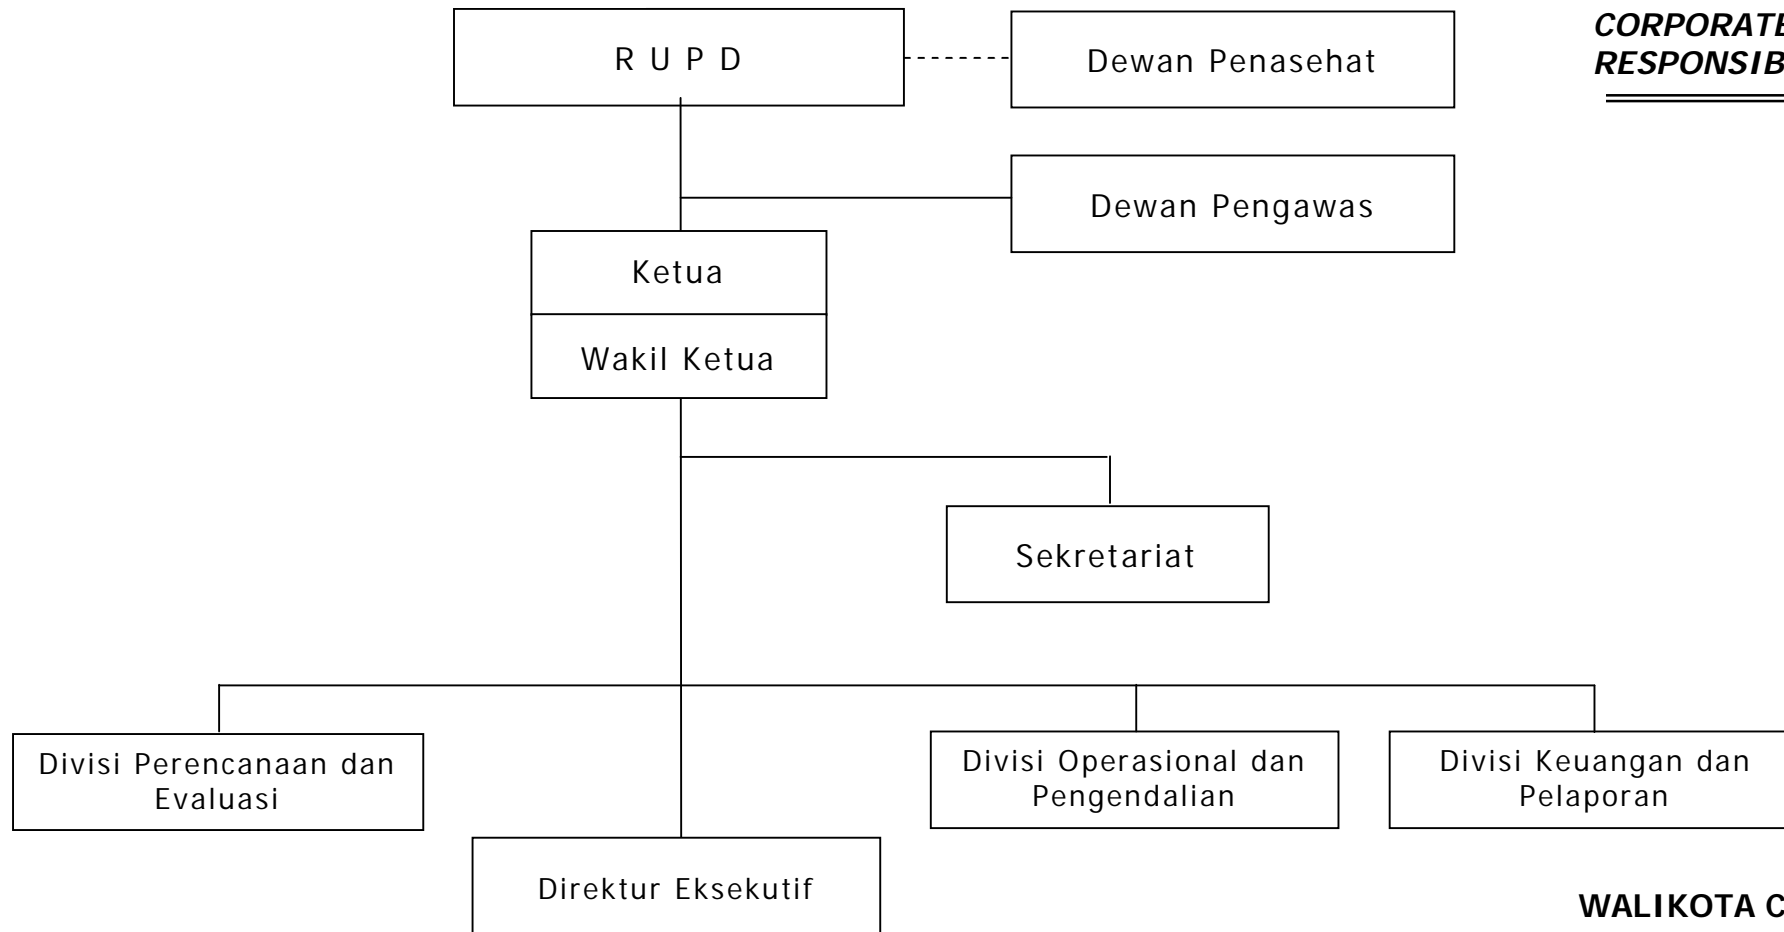 CORPORATE
RESPONSIB
R U P D
Dewan Penasehat
Dewan Pengawas
Ketua
Wakil Ketua
Sekretariat
Divisi Perencanaan dan
Evaluasi
Divisi Operasional dan
Pengendalian
Divisi Keuangan dan
Pelaporan
Direktur Eksekutif
WALIKOTA C